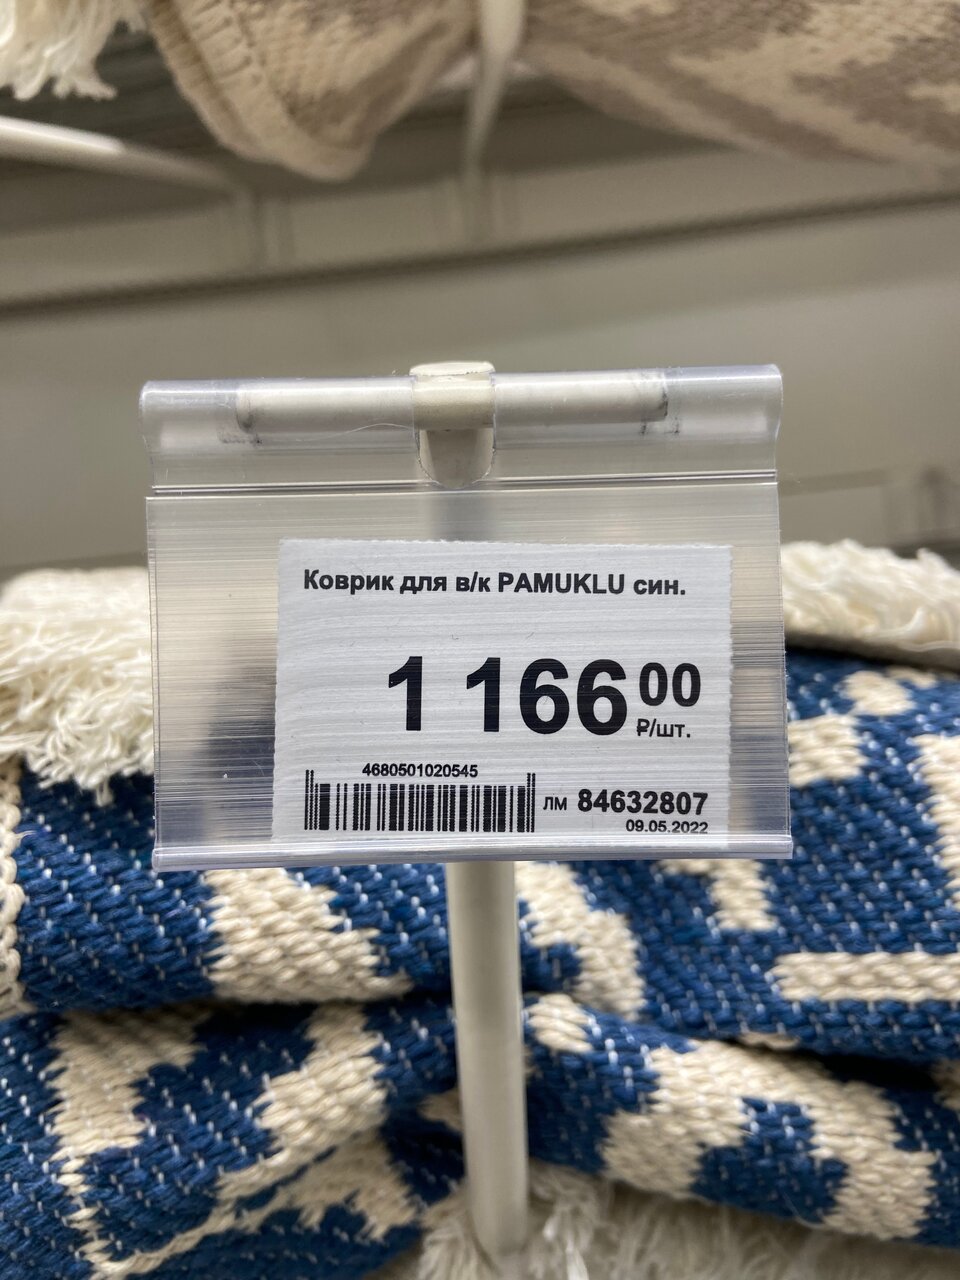 Коврик для в/к PAMUKLU син.
1 166 00
₽/шт.
4680501020545
лм 84632807
09.05.2022